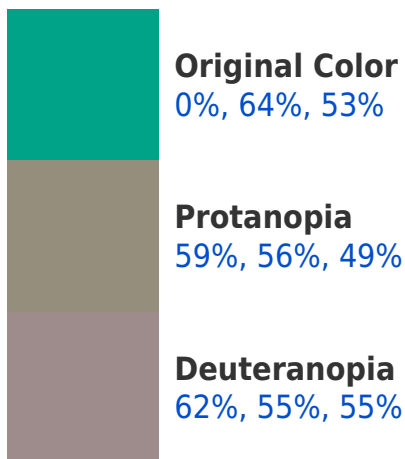 Original Color
0%, 64%, 53%
Protanopia
59%, 56%, 49%
Deuteranopia
62%, 55%, 55%